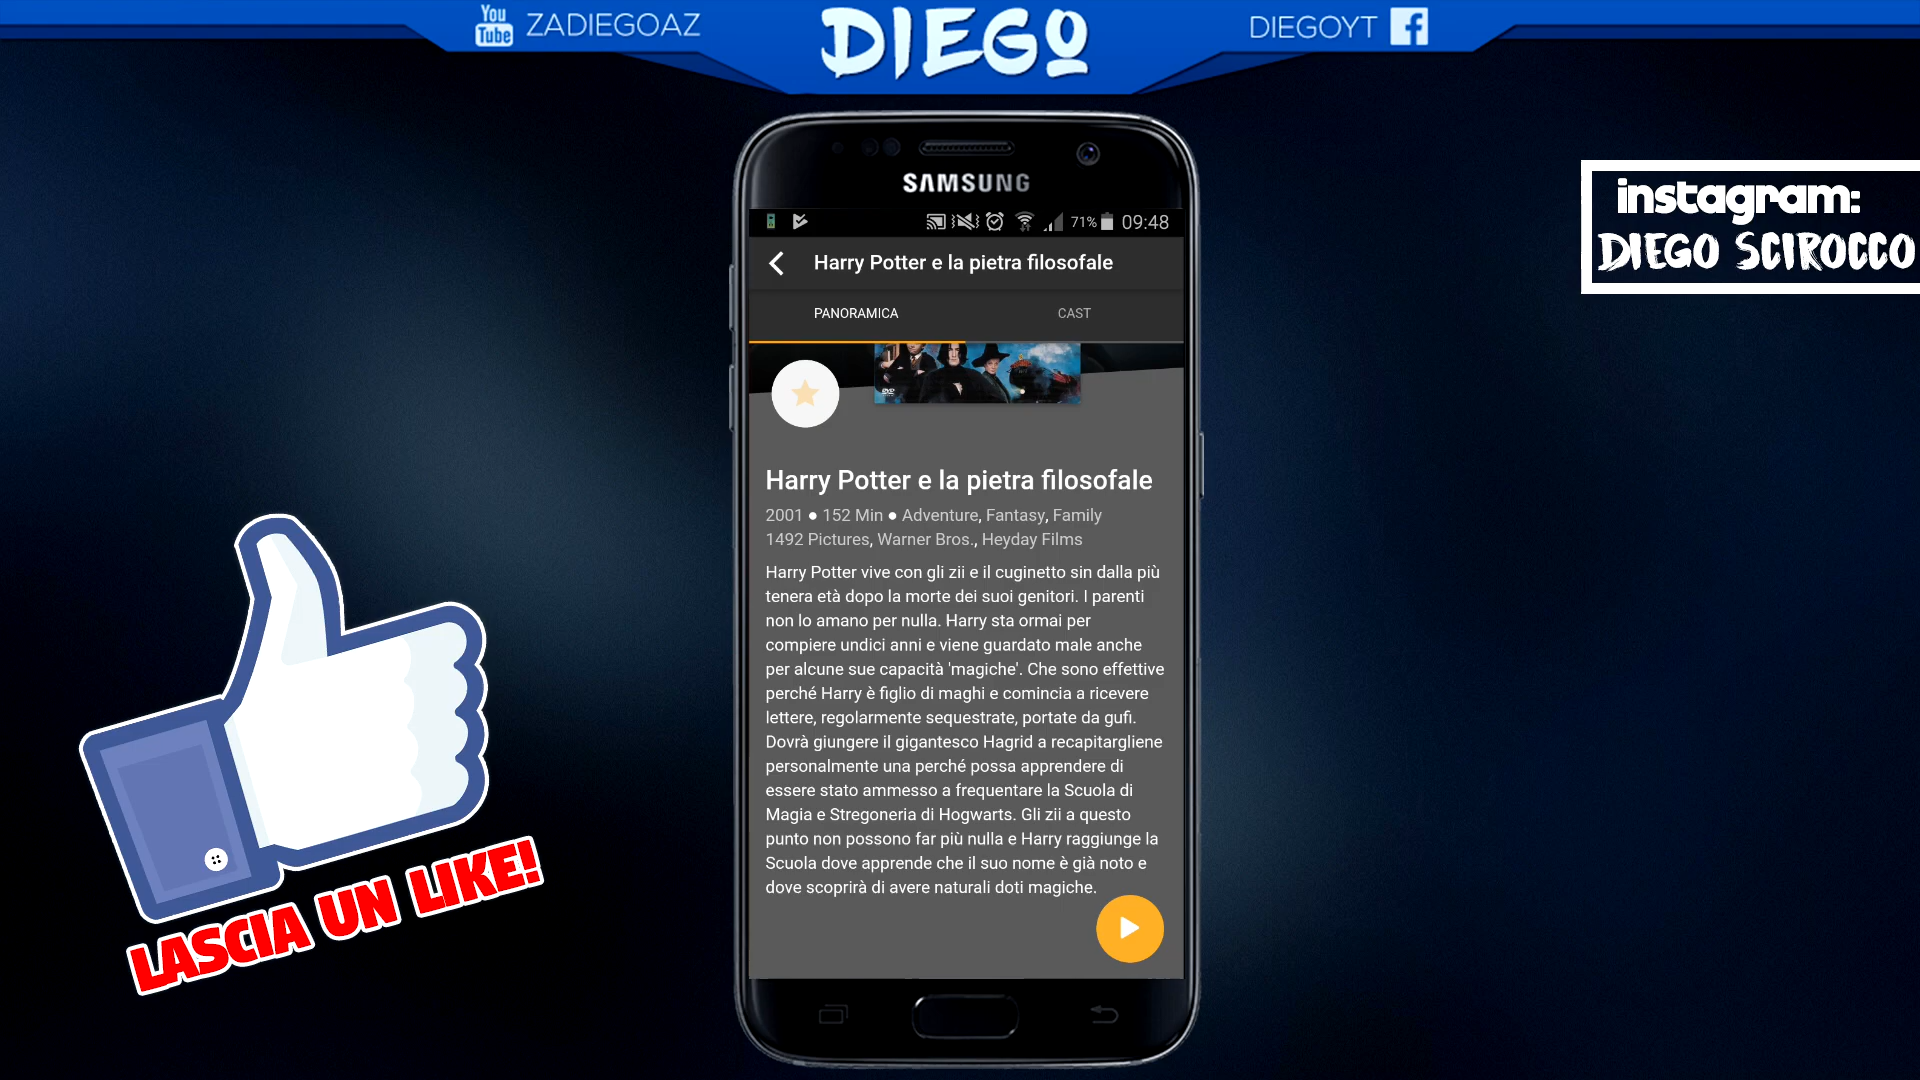 You
Tube
ZADIEGOAZ
DIEGO
DIEGOYT
f
SAMSUNG
71%
09:48
instagram:
DIEGO SCIROCCO
Harry Potter e la pietra filosofale
PANORAMICA
CAST
DVD
Harry Potter e la pietra filosofale
2001 ● 152 Min ● Adventure, Fantasy, Family
1492 Pictures, Warner Bros., Heyday Films
Harry Potter vive con gli zii e il cuginetto sin dalla più
tenera età dopo la morte dei suoi genitori. I parenti
non lo amano per nulla. Harry sta ormai per
compiere undici anni e viene guardato male anche
per alcune sue capacità 'magiche'. Che sono effettive
perché Harry è figlio di maghi e comincia a ricevere
lettere, regolarmente sequestrate, portate da gufi.
Dovrà giungere il gigantesco Hagrid a recapitargliene
personalmente una perché possa apprendere di
essere stato ammesso a frequentare la Scuola di
Magia e Stregoneria di Hogwarts. Gli zii a questo
punto non possono far più nulla e Harry raggiunge la
Scuola dove apprende che il suo nome è già noto e
dove scoprirà di avere naturali doti magiche.
LASCIA UN LIKE!